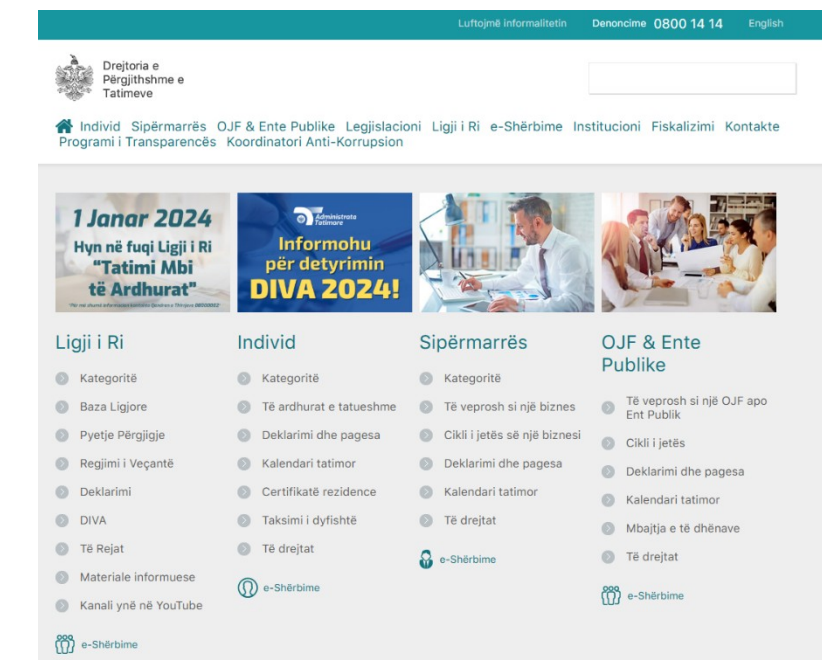 Luftojmë informalitetin Denoncime 0800 14 14 English
Drejtoria e
Përgjithshme e
Tatimeve
Individ Sipërmarrës OJF & Ente Publike Legjislacioni Ligji i Ri e-Shërbime Institucioni Fiskalizimi Kontakte
Programi i Transparencës Koordinatori Anti-Korrupsion
1 Janar 2024
Hyn në fuqi Ligji i Ri
"Tatimi Mbi
të Ardhurat"
Administrata
Tatimore
Informohu
për detyrimin
DIVA 2024!
Ligji i Ri
Kategoritë
Baza Ligjore
Pyetje Përgjigje
Regjimi i Veçantë
Deklarimi
DIVA
Të Rejat
Materiale informuese
Kanali ynë në YouTube
e-Shërbime
Individ
Kategoritë
Të ardhurat e tatueshme
Deklarimi dhe pagesa
Kalendari tatimor
Certifikatë rezidence
Taksimi i dyfishtë
Të drejtat
e-Shërbime
Sipërmarrës
Kategoritë
Të veprosh si një biznes
Cikli i jetës së një biznesi
Deklarimi dhe pagesa
Kalendari tatimor
Të drejtat
e-Shërbime
OJF & Ente
Publike
Të veprosh si një OJF apo
Ent Publik
Cikli i jetës
Deklarimi dhe pagesa
Kalendari tatimor
Mbajtja e të dhënave
Të drejtat
e-Shërbime